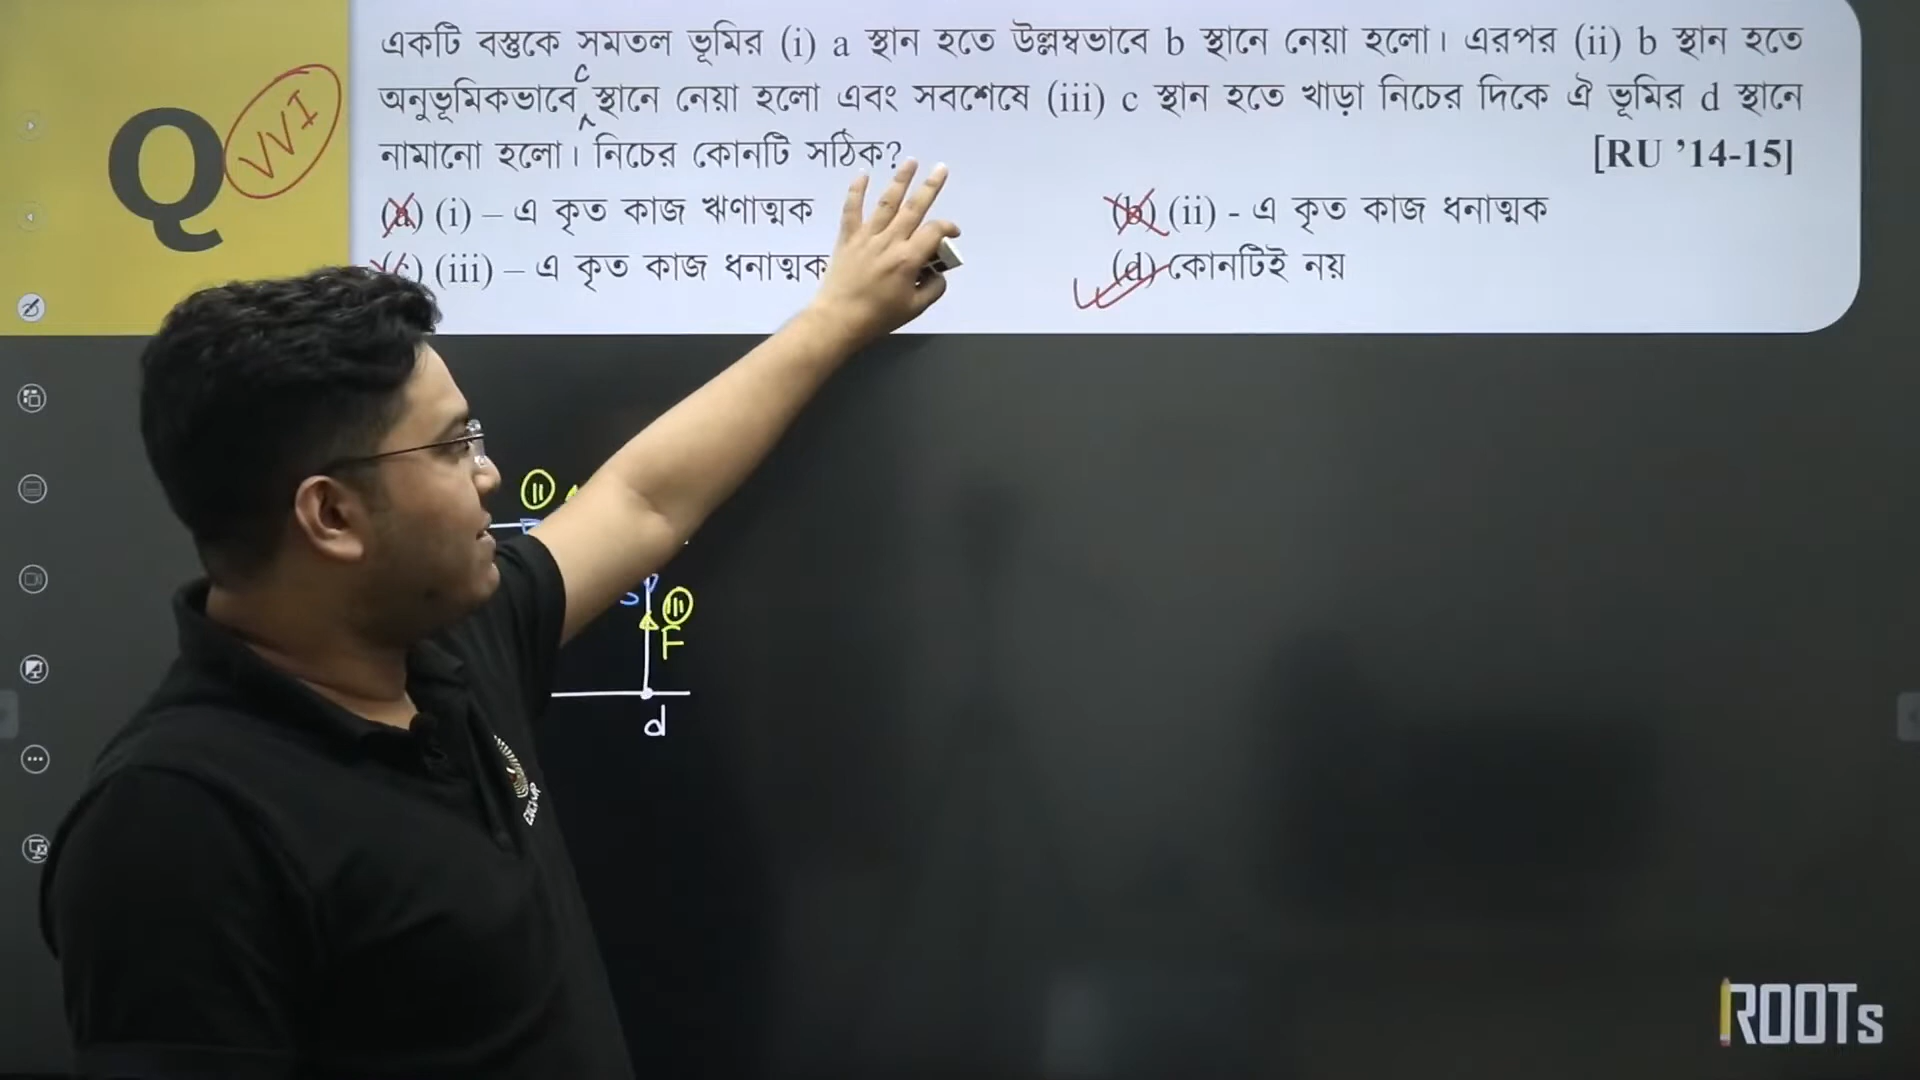 একটি বস্তুকে সমতল ভূমির (i) a স্থান হতে উল্লম্বভাবে b স্থানে নেয়া হলো। এরপর (ii) b স্থান হতে
অনুভূমিকভাবে c স্থানে নেয়া হলো এবং সবশেষে (iii) c স্থান হতে খাড়া নিচের দিকে ঐ ভূমির d স্থানে
নামানো হলো। নিচের কোনটি সঠিক? [RU ’14-15]
Q VVI
(a) (i) – এ কৃত কাজ ঋণাত্মক (b) (ii) - এ কৃত কাজ ধনাত্মক
(c) (iii) – এ কৃত কাজ ধনাত্মক (d) কোনটিই নয়
II
S III
F
d
ROOTs